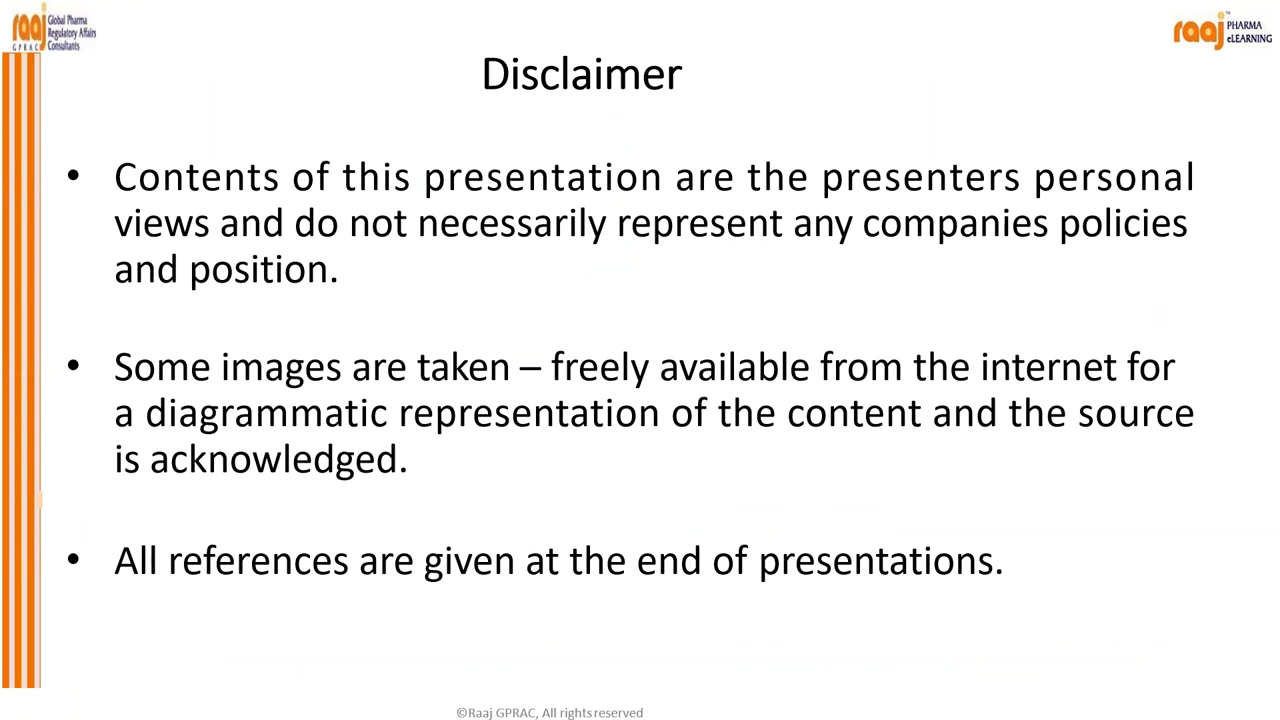 raaj Global Pharma
Regulatory Affairs
GPRAC Consultants
raaj™ PHARMA
eLEARNING
Disclaimer
• Contents of this presentation are the presenters personal
views and do not necessarily represent any companies policies
and position.
• Some images are taken – freely available from the internet for
a diagrammatic representation of the content and the source
is acknowledged.
• All references are given at the end of presentations.
©Raaj GPRAC, All rights reserved